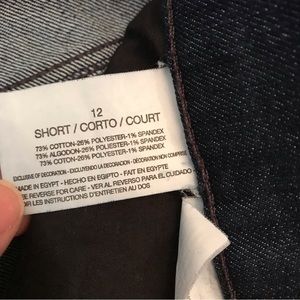 12
SHORT / CORTO / COURT
73% COTTON-26% POLYESTER-1% SPANDEX
73% ALGODON-26% POLYESTER-1% SPANDEX
73% COTON-26% POLYESTER-1% SPANDEX
EXCLUSIVE OF DECORATION - EXCLUYENDO LA DECORACION - DECORATION NON COMPRISE
MADE IN EGYPT - HECHO EN EGIPTO - FAIT EN EGYPTE
REVERSE FOR CARE - VER AL REVERSO PARA EL CUIDADO -
OIR LES INSTRUCTIONS D'ENTRETIEN AU DOS